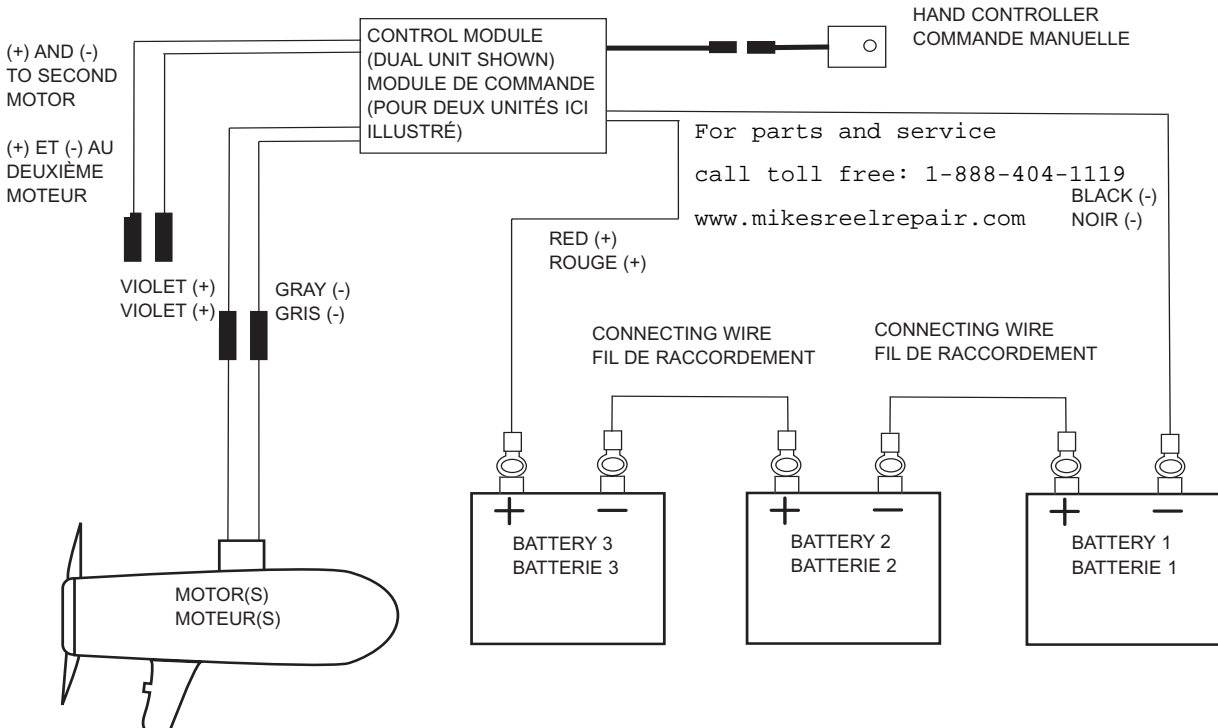 (+) AND (-)
TO SECOND
MOTOR
(+) ET (-) AU
DEUXIÈME
MOTEUR
CONTROL MODULE
(DUAL UNIT SHOWN)
MODULE DE COMMANDE
(POUR DEUX UNITÉS ICI
ILLUSTRÉ)
HAND CONTROLLER
COMMANDE MANUELLE
For parts and service
call toll free: 1-888-404-1119
www.mikesreelrepair.com
BLACK (-)
NOIR (-)
RED (+)
ROUGE (+)
VIOLET (+)
VIOLET (+)
GRAY (-)
GRIS (-)
CONNECTING WIRE
FIL DE RACCORDEMENT
CONNECTING WIRE
FIL DE RACCORDEMENT
+
—
+
—
+
—
BATTERY 3
BATTERIE 3
BATTERY 2
BATTERIE 2
BATTERY 1
BATTERIE 1
MOTOR(S)
MOTEUR(S)